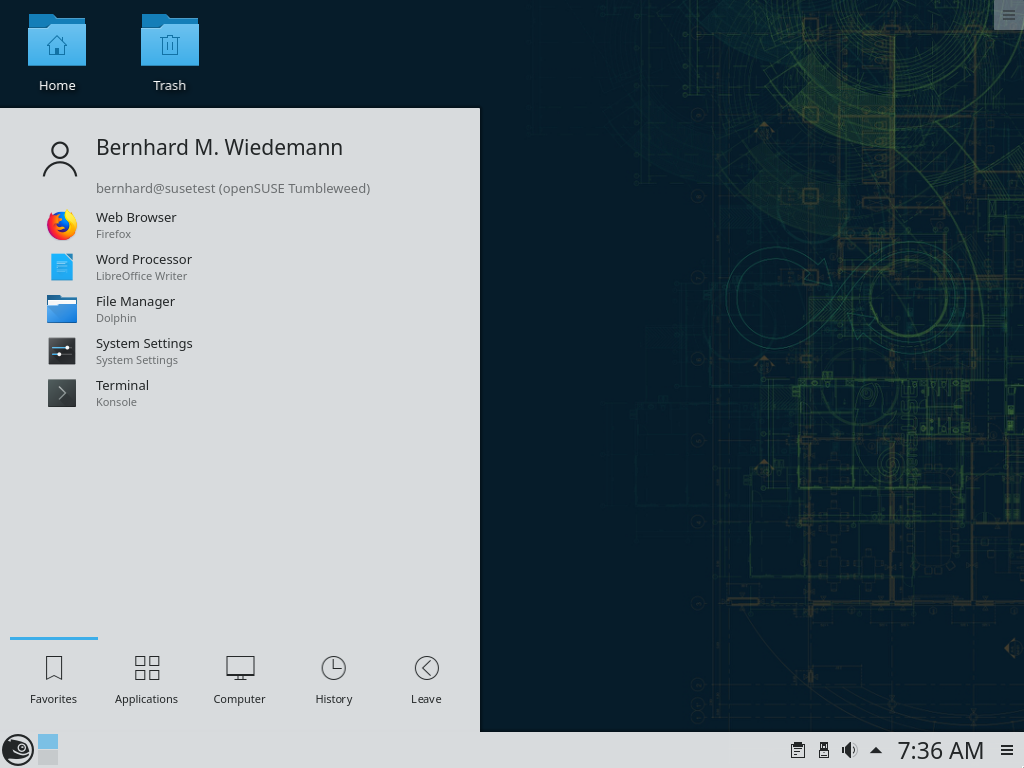 Home
Trash
Bernhard M. Wiedemann
bernhard@susetest (openSUSE Tumbleweed)
Web Browser
Firefox
Word Processor
LibreOffice Writer
File Manager
Dolphin
System Settings
System Settings
Terminal
Konsole
Favorites
Applications
Computer
History
Leave
7:36 AM